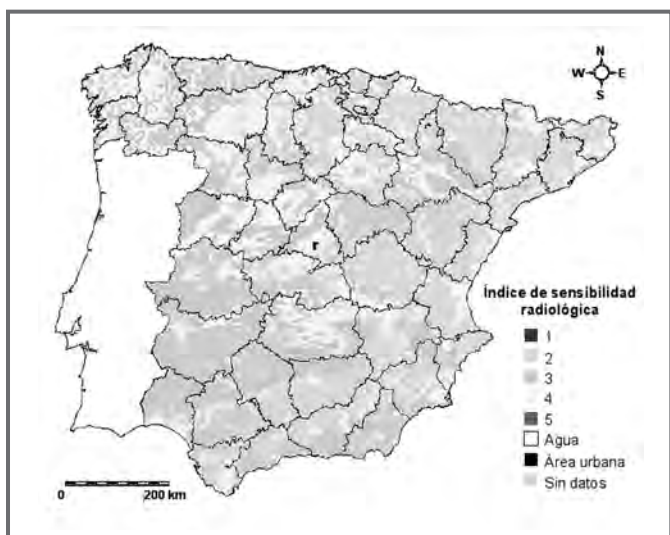 N
W E
S
r
Índice de sensibilidad
radiológica
1
2
3
4
5
Agua
Área urbana
Sin datos
0 200 km